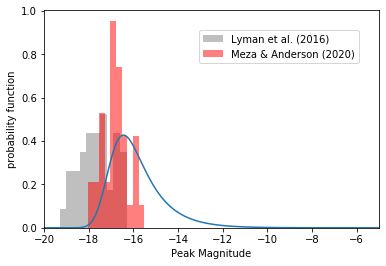 1.0
0.8
0.6
0.4
0.2
0.0
probability function
Lyman et al. (2016)
Meza & Anderson (2020)
−20 −18 −16 −14 −12 −10 −8 −6
Peak Magnitude